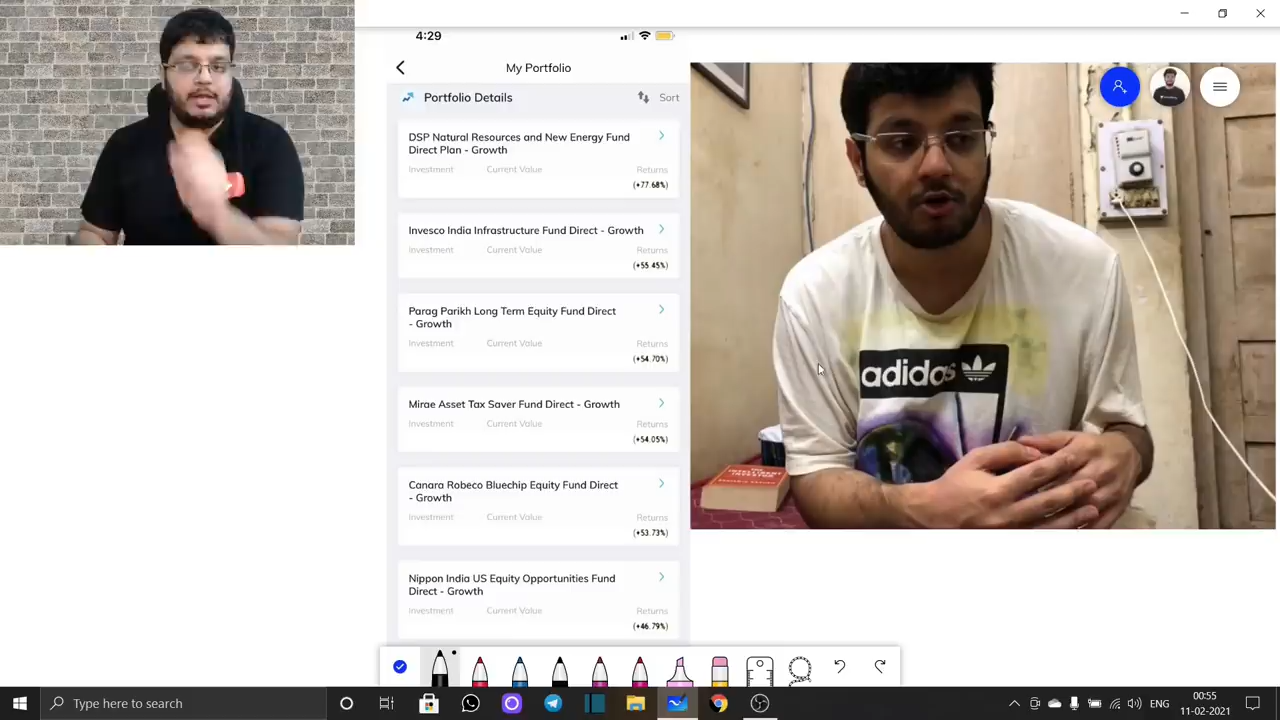 4:29
My Portfolio
Portfolio Details
Sort
DSP Natural Resources and New Energy Fund
Direct Plan - Growth
Investment Current Value Returns
(+77.68%)
Invesco India Infrastructure Fund Direct - Growth
Investment Current Value Returns
(+55.45%)
Parag Parikh Long Term Equity Fund Direct
- Growth
Investment Current Value Returns
(+54.70%)
Mirae Asset Tax Saver Fund Direct - Growth
Investment Current Value Returns
(+54.05%)
Canara Robeco Bluechip Equity Fund Direct
- Growth
Investment Current Value Returns
(+53.73%)
Nippon India US Equity Opportunities Fund
Direct - Growth
Investment Current Value Returns
(+46.79%)
adidas
THE
INTELLIGENT
INVESTOR
Type here to search
ENG
00:55
11-02-2021